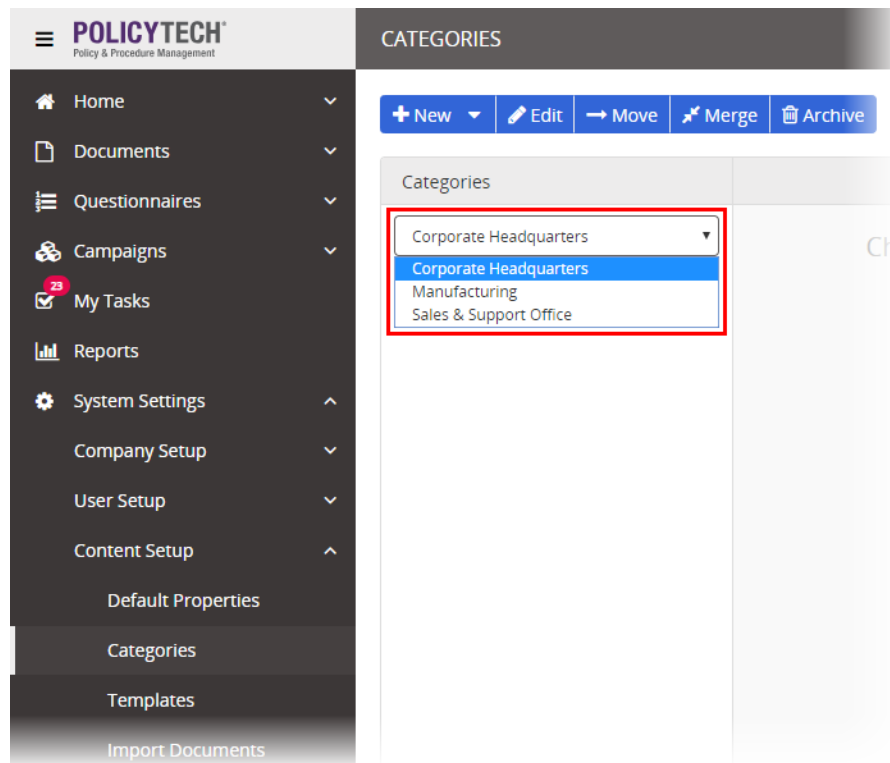 POLICYTECH®
Policy & Procedure Management
CATEGORIES
Home
Documents
Questionnaires
Campaigns
23
My Tasks
Reports
System Settings
Company Setup
User Setup
Content Setup
Default Properties
Categories
Templates
Import Documents
New
Edit
Move
Merge
Archive
Categories
Corporate Headquarters
Corporate Headquarters
Manufacturing
Sales & Support Office
Ch